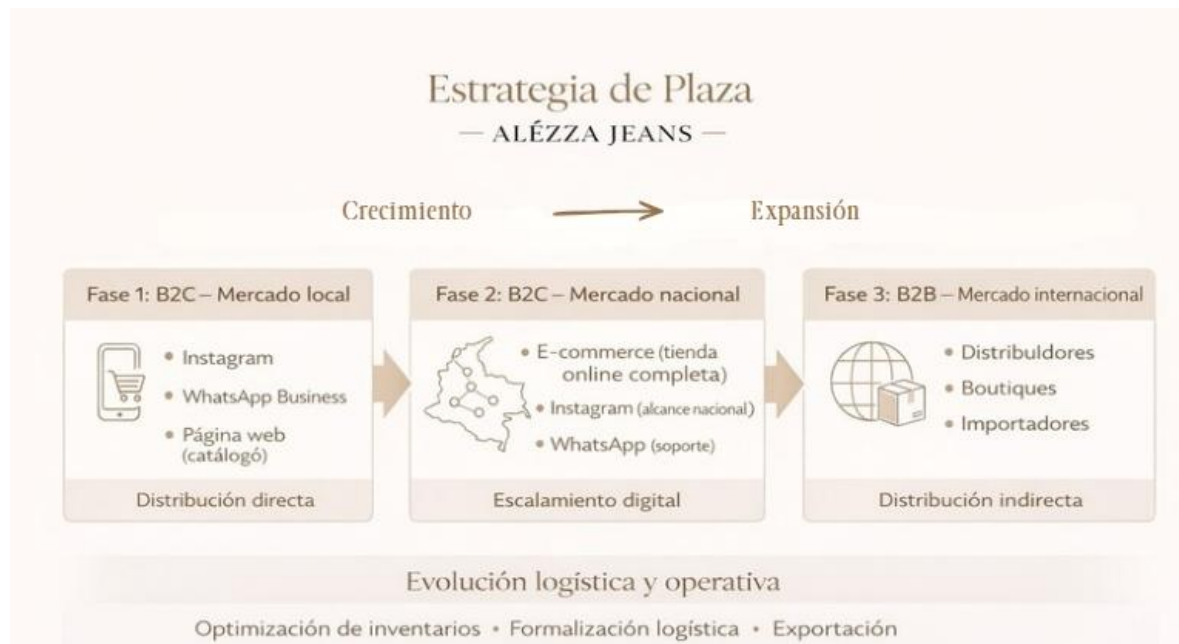 Estrategia de Plaza
— ALÉZZA JEANS —
Crecimiento
Expansión
Fase 1: B2C – Mercado local
• Instagram
• WhatsApp Business
• Página web
(catálogó)
Distribución directa
Fase 2: B2C – Mercado nacional
• E-commerce (tienda
online completa)
• Instagram (alcance nacional)
• WhatsApp (soporte)
Escalamiento digital
Fase 3: B2B – Mercado internacional
• Distribuldores
• Boutiques
• Importadores
Distribución indirecta
Evolución logística y operativa
Optimización de inventarios • Formalización logística • Exportación